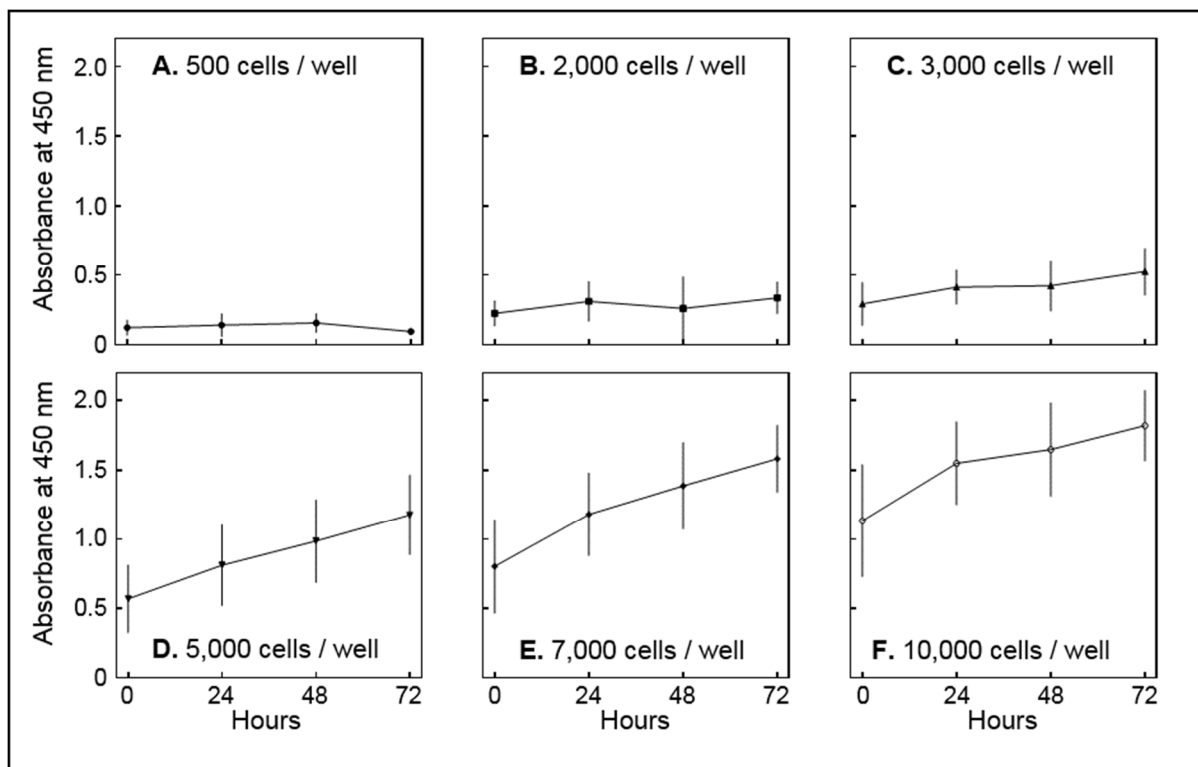 A. 500 cells / well
B. 2,000 cells / well
C. 3,000 cells / well
Absorbance at 450 nm
2.0
1.5
1.0
0.5
0
D. 5,000 cells / well
E. 7,000 cells / well
F. 10,000 cells / well
Absorbance at 450 nm
2.0
1.5
1.0
0.5
0
0 24 48 72
0 24 48 72
0 24 48 72
Hours
Hours
Hours